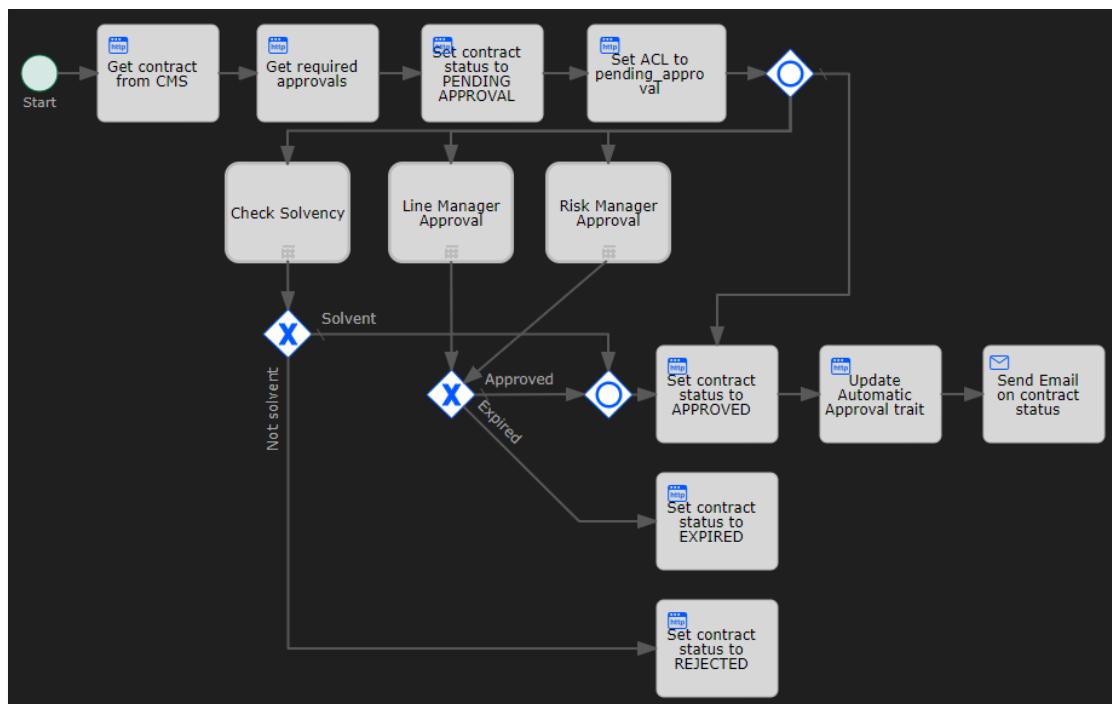 http
http
http
http
Get contract
from CMS
Get required
approvals
Set contract
status to
PENDING
APPROVAL
Set ACL to
pending_appro
val
Start
Check Solvency
Line Manager
Approval
Risk Manager
Approval
Solvent
Not solvent
Approved
Expired
http
Set contract
status to
APPROVED
http
Update
Automatic
Approval trait
Send Email
on contract
status
http
Set contract
status to
EXPIRED
http
Set contract
status to
REJECTED